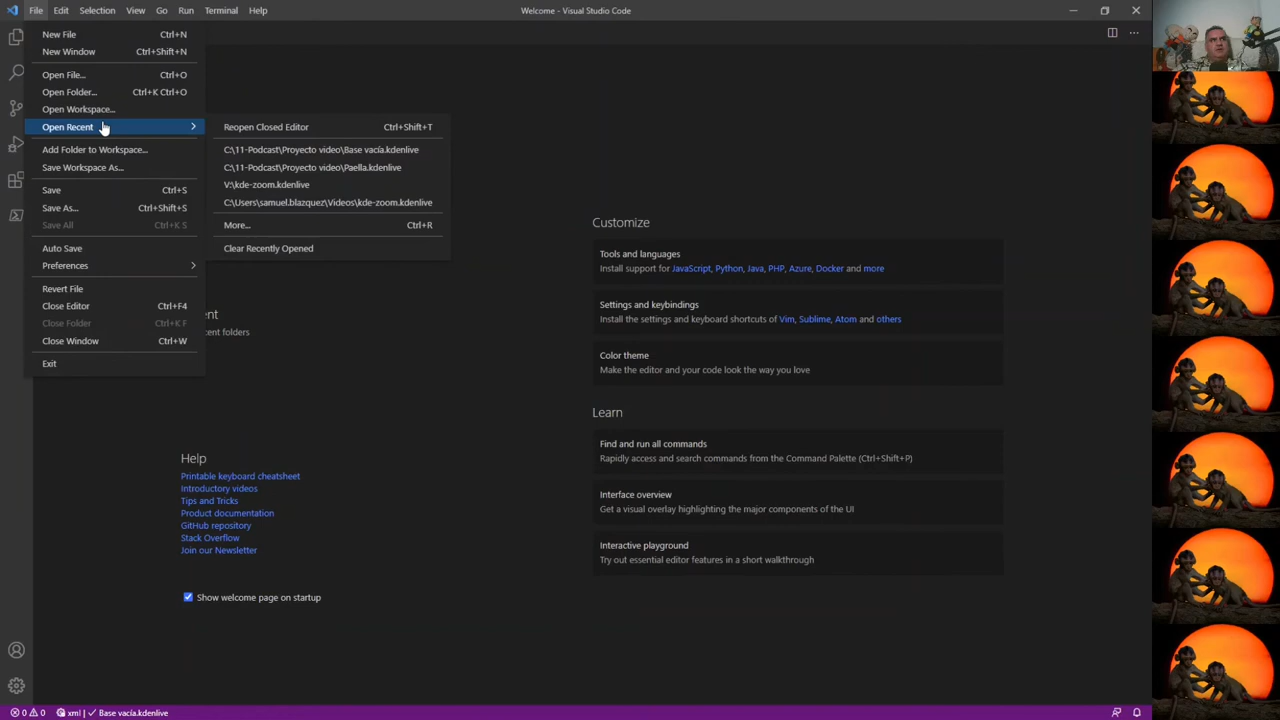 File Edit Selection View Go Run Terminal Help
Welcome - Visual Studio Code
New File Ctrl+N
New Window Ctrl+Shift+N
Open File... Ctrl+O
Open Folder... Ctrl+K Ctrl+O
Open Workspace...
Open Recent
Add Folder to Workspace...
Save Workspace As...
Save Ctrl+S
Save As... Ctrl+Shift+S
Save All Ctrl+K S
Auto Save
Preferences
Revert File
Close Editor Ctrl+F4
Close Folder Ctrl+K F
Close Window Ctrl+W
Exit
Reopen Closed Editor Ctrl+Shift+T
C:\11-Podcast\Proyecto video\Base vacía.kdenlive
C:\11-Podcast\Proyecto video\Paella.kdenlive
V:\kde-zoom.kdenlive
C:\Users\samuel.blazquez\Videos\kde-zoom.kdenlive
More... Ctrl+R
Clear Recently Opened
ent
cent folders
Help
Printable keyboard cheatsheet
Introductory videos
Tips and Tricks
Product documentation
GitHub repository
Stack Overflow
Join our Newsletter
Show welcome page on startup
Customize
Tools and languages
Install support for JavaScript, Python, Java, PHP, Azure, Docker and more
Settings and keybindings
Install the settings and keyboard shortcuts of Vim, Sublime, Atom and others
Color theme
Make the editor and your code look the way you love
Learn
Find and run all commands
Rapidly access and search commands from the Command Palette (Ctrl+Shift+P)
Interface overview
Get a visual overlay highlighting the major components of the UI
Interactive playground
Try out essential editor features in a short walkthrough
0 0 xml | ✓ Base vacía.kdenlive